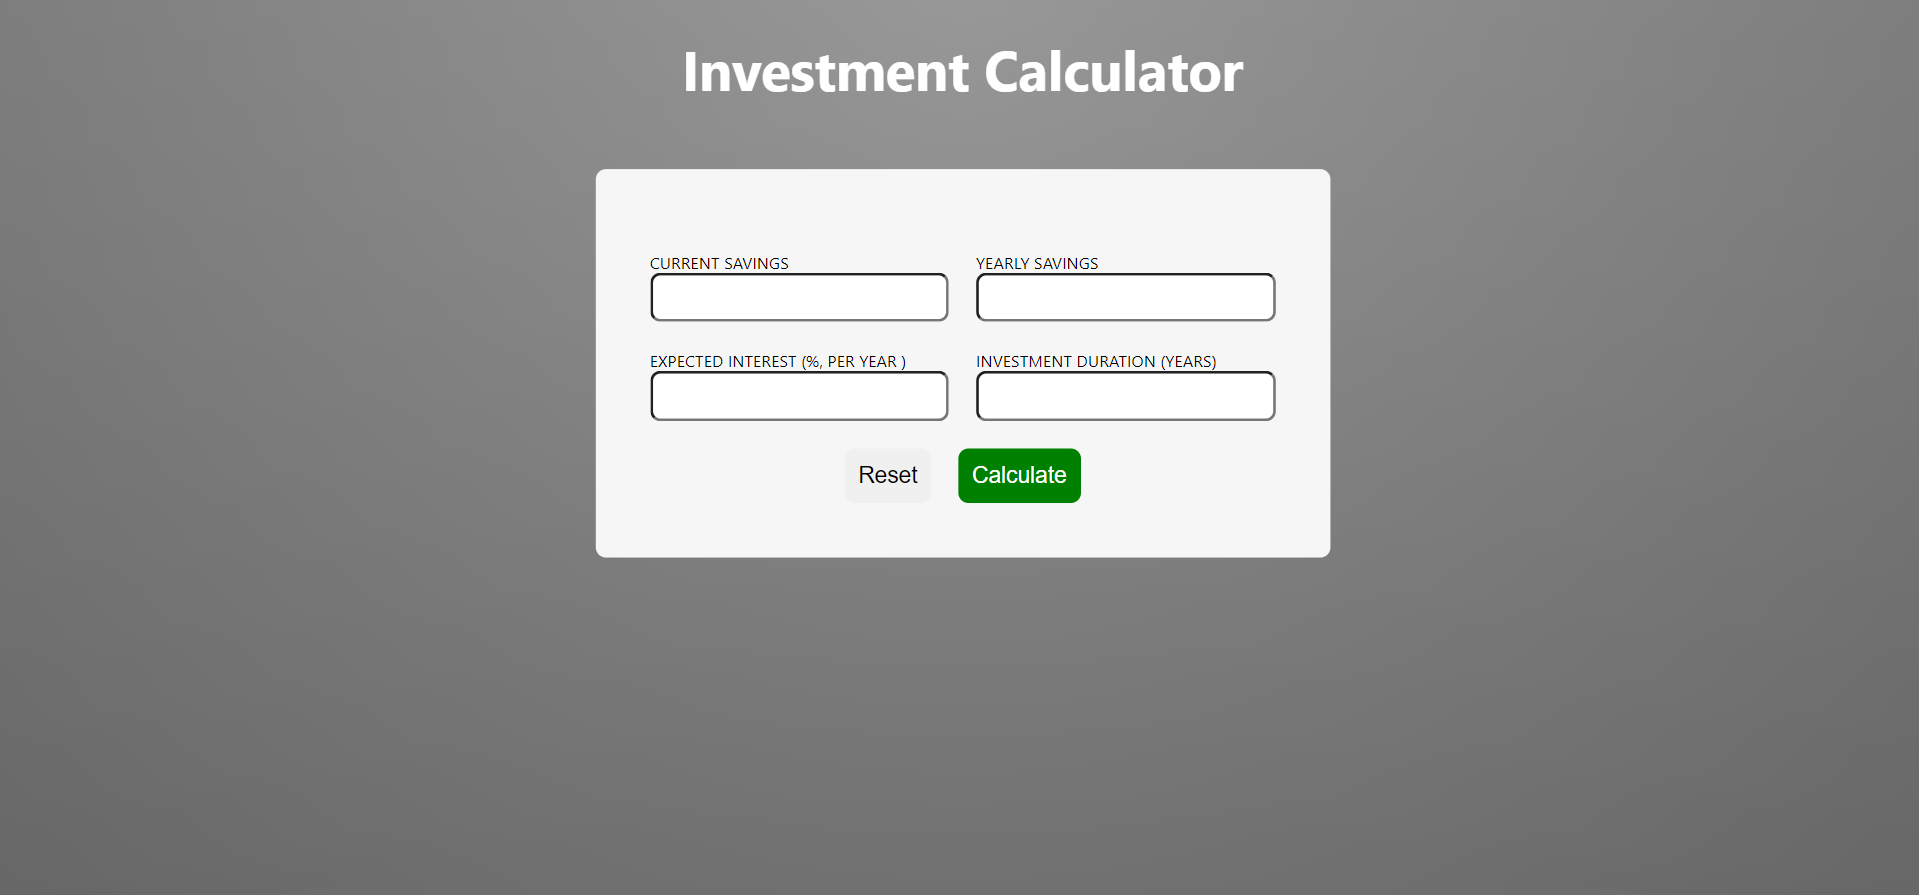 Investment Calculator
CURRENT SAVINGS
YEARLY SAVINGS
EXPECTED INTEREST (%, PER YEAR )
INVESTMENT DURATION (YEARS)
Reset
Calculate